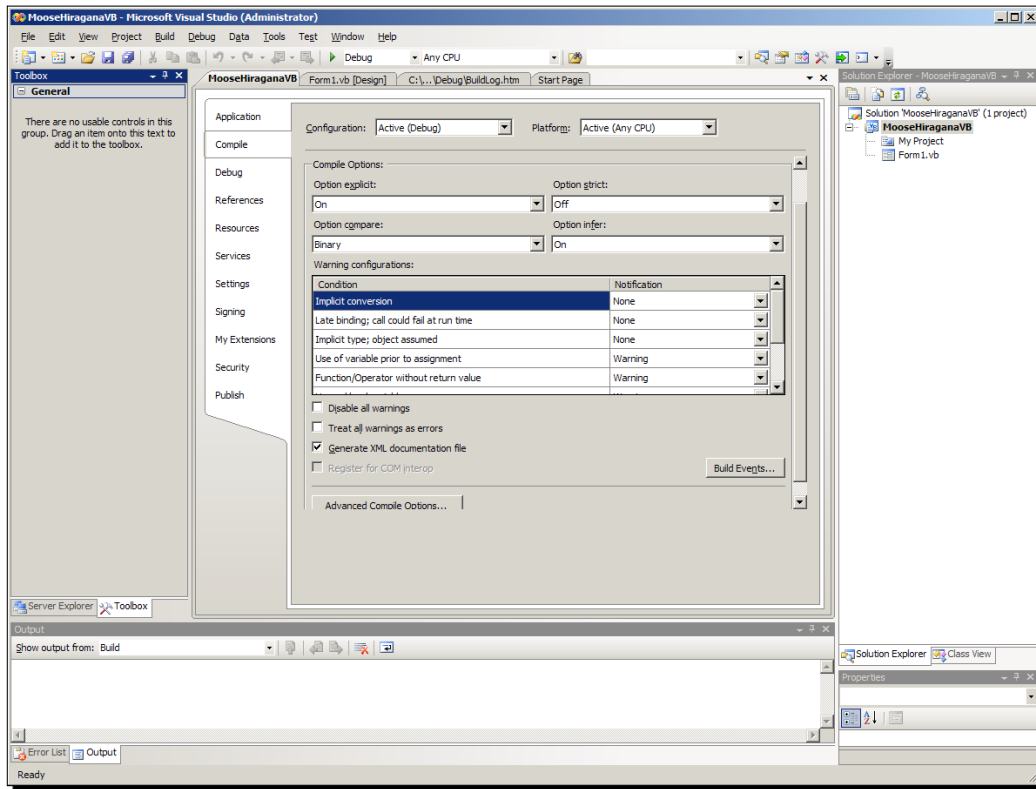 MooseHiraganaVB - Microsoft Visual Studio (Administrator)
File Edit View Project Build Debug Data Tools Test Window Help
Debug Any CPU
Toolbox
General
There are no usable controls in this
group. Drag an item onto this text to
add it to the toolbox.
Server Explorer Toolbox
MooseHiraganaVB Form1.vb [Design] C:\...\Debug\BuildLog.htm Start Page
Application
Compile
Debug
References
Resources
Services
Settings
Signing
My Extensions
Security
Publish
Configuration: Active (Debug) Platform: Active (Any CPU)
Compile Options:
Option explicit: Option strict:
On Off
Option compare: Option infer:
Binary On
Warning configurations:
Condition Notification
Implicit conversion None
Late binding; call could fail at run time None
Implicit type; object assumed None
Use of variable prior to assignment Warning
Function/Operator without return value Warning
Disable all warnings
Treat all warnings as errors
Generate XML documentation file
Register for COM interop
Build Events...
Advanced Compile Options...
Solution Explorer - MooseHiraganaVB
Solution 'MooseHiraganaVB' (1 project)
MooseHiraganaVB
My Project
Form1.vb
Solution Explorer Class View
Properties
Output
Show output from: Build
Error List Output
Ready